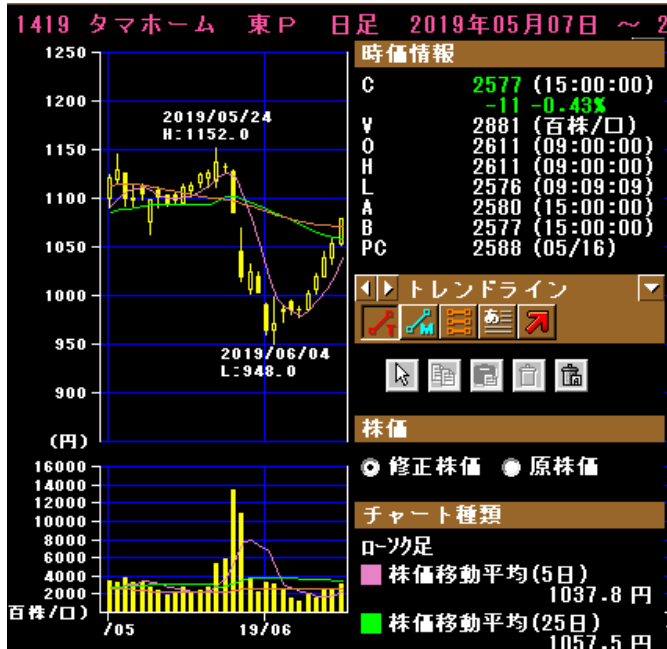 1419 タマホーム 東P 日足 2019年05月07日 ～ 2
1250
1200
1150
1100
1050
1000
950
900
(円)
2019/05/24
H:1152.0
2019/06/04
L:948.0
16000
14000
12000
10000
8000
6000
4000
2000
百株/口)
/05 19/06
時価情報
C 2577 (15:00:00)
-11 -0.43%
V 2881 (百株/口)
O 2611 (09:00:00)
H 2611 (09:00:00)
L 2576 (09:09:09)
A 2580 (15:00:00)
B 2577 (15:00:00)
PC 2588 (05/16)
トレンドライン
T M あ
株価
修正株価 原株価
チャート種類
ローソク足
株価移動平均(5日)
1037.8 円
株価移動平均(25日)
1057.5 円